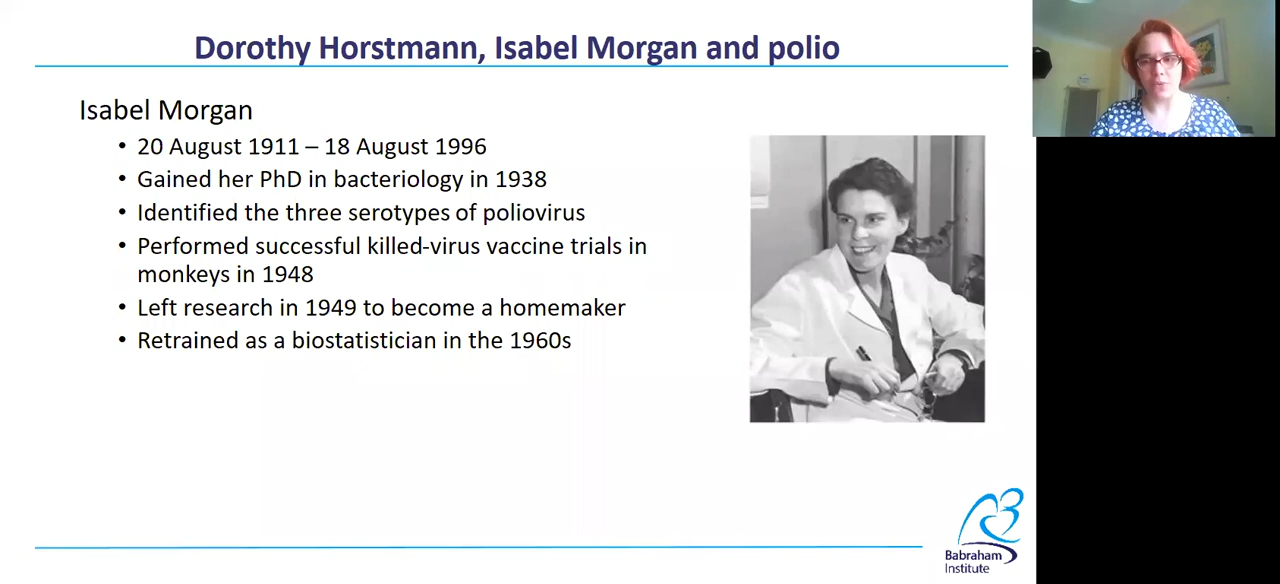 Dorothy Horstmann, Isabel Morgan and polio
Isabel Morgan
• 20 August 1911 – 18 August 1996
• Gained her PhD in bacteriology in 1938
• Identified the three serotypes of poliovirus
• Performed successful killed-virus vaccine trials in
monkeys in 1948
• Left research in 1949 to become a homemaker
• Retrained as a biostatistician in the 1960s
Babraham
Institute